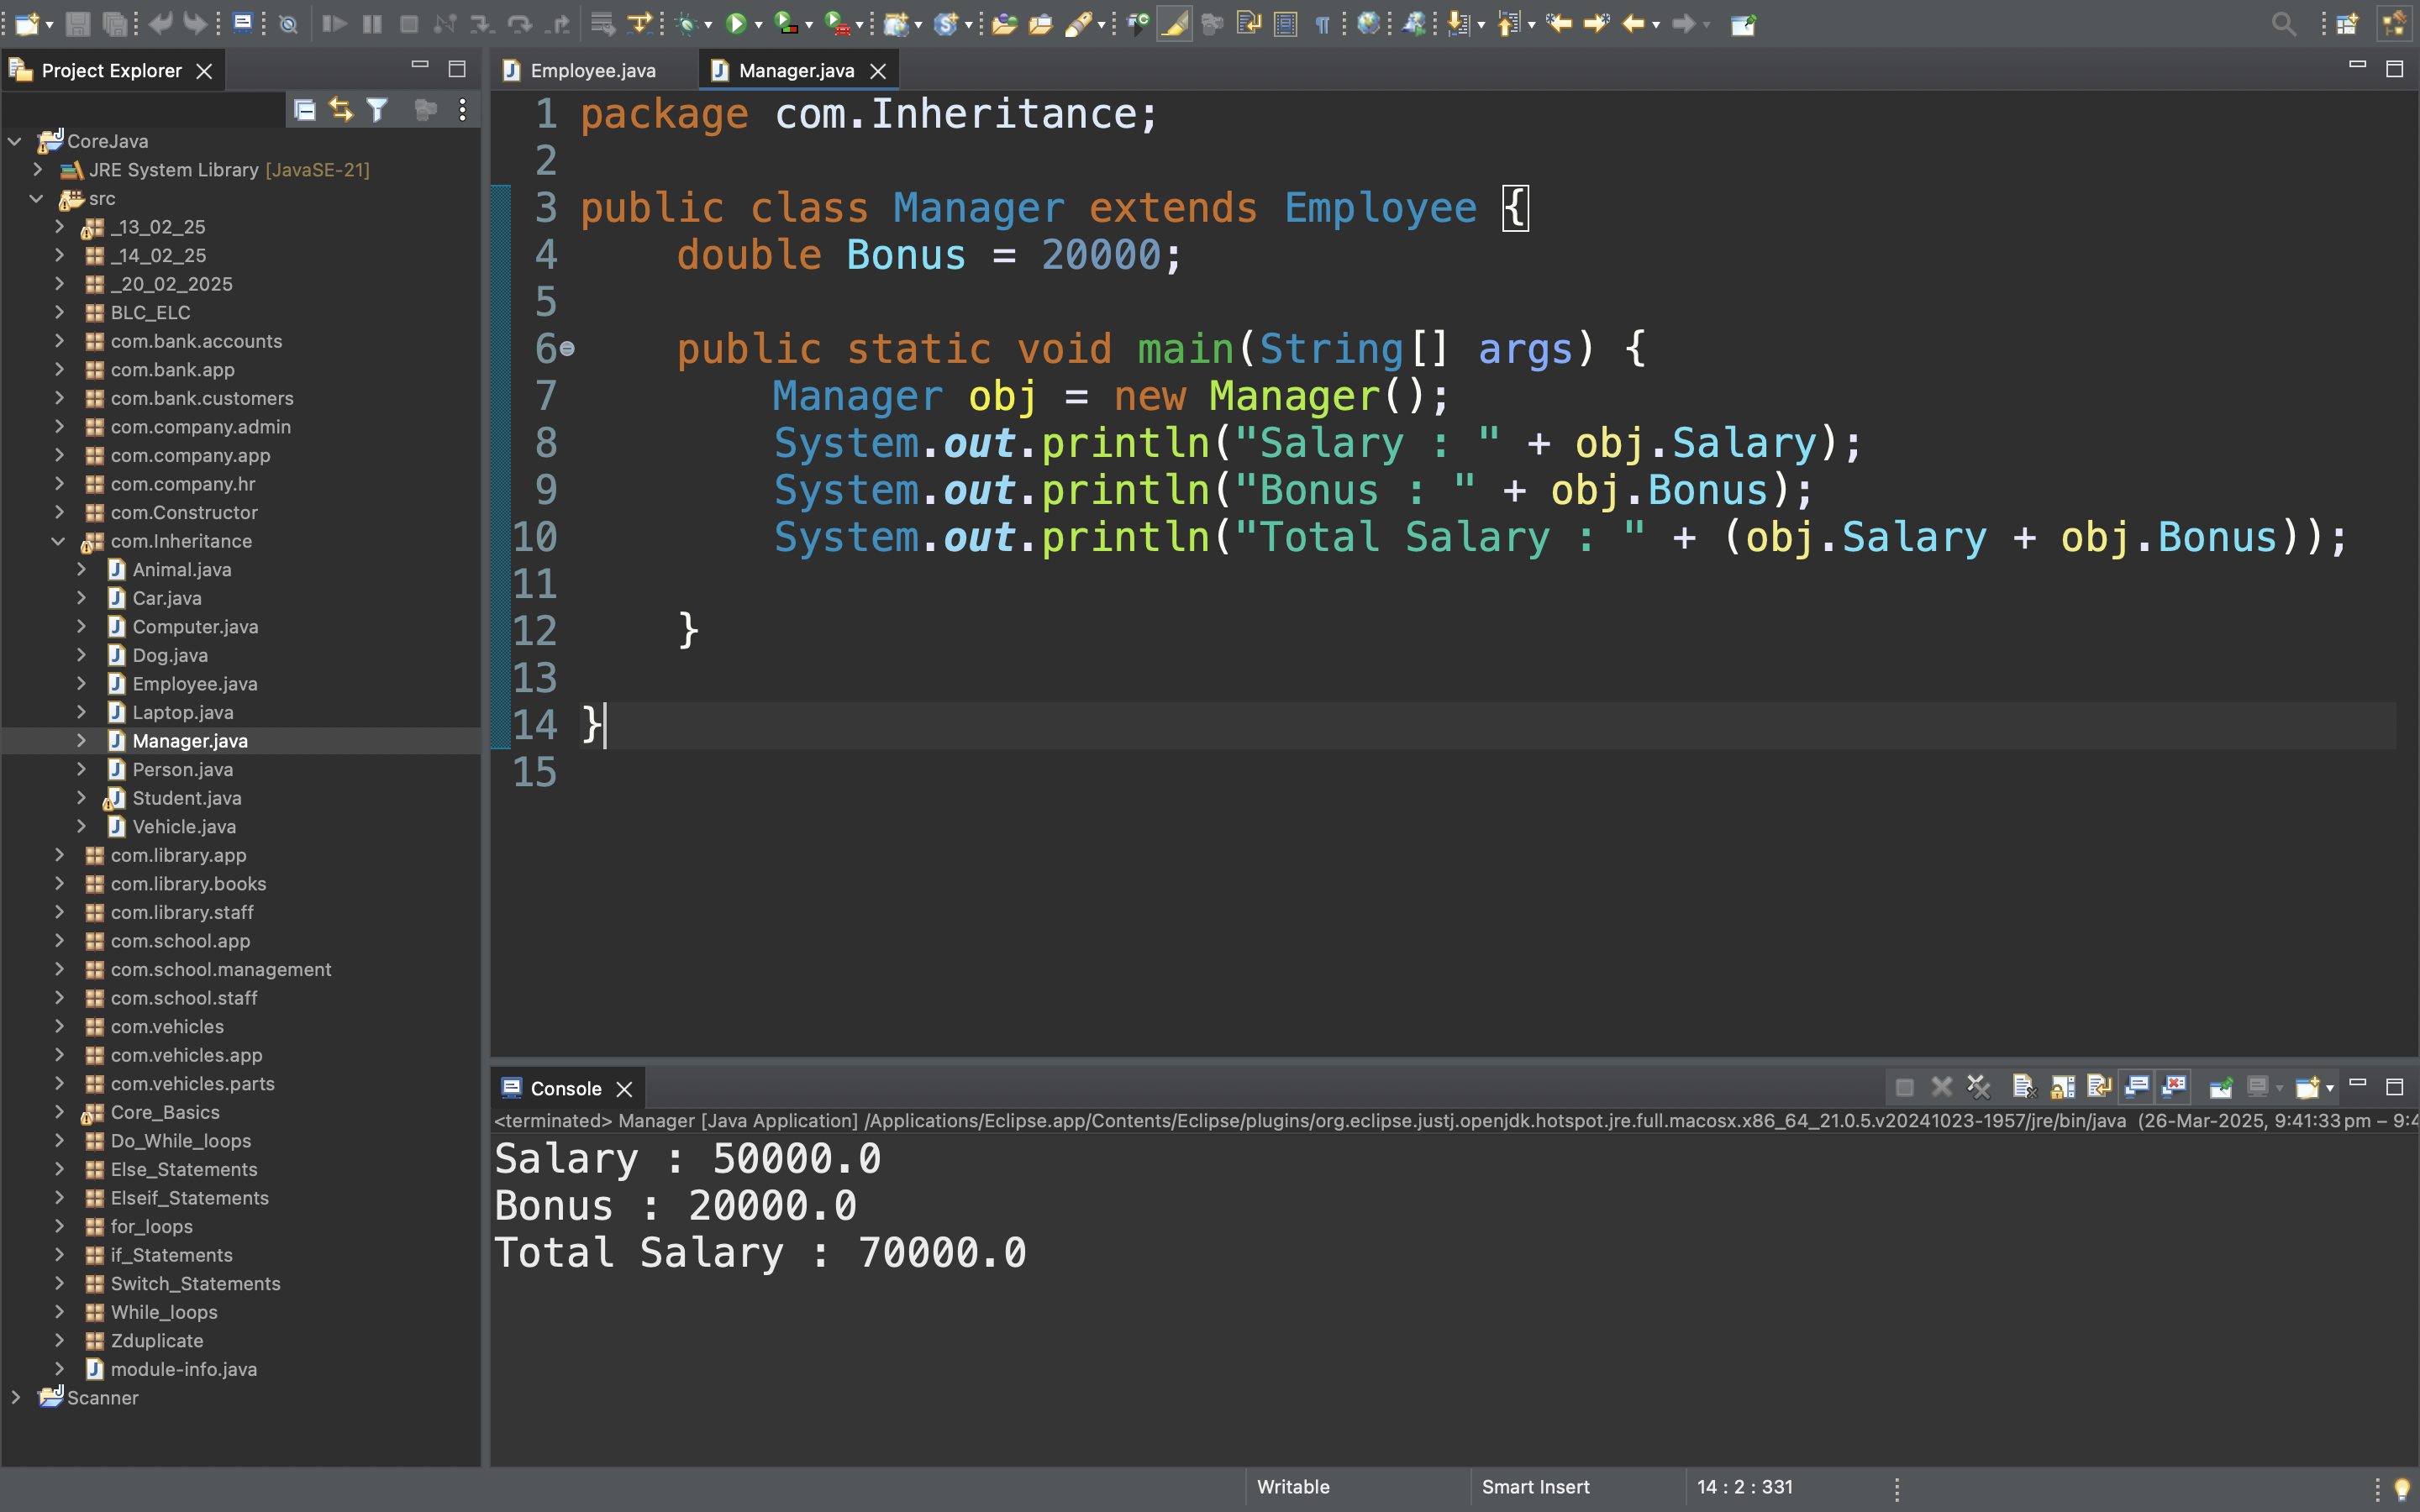 Project Explorer
CoreJava
JRE System Library [JavaSE-21]
src
_13_02_25
_14_02_25
_20_02_2025
BLC_ELC
com.bank.accounts
com.bank.app
com.bank.customers
com.company.admin
com.company.app
com.company.hr
com.Constructor
com.Inheritance
Animal.java
Car.java
Computer.java
Dog.java
Employee.java
Laptop.java
Manager.java
Person.java
Student.java
Vehicle.java
com.library.app
com.library.books
com.library.staff
com.school.app
com.school.management
com.school.staff
com.vehicles
com.vehicles.app
com.vehicles.parts
Core_Basics
Do_While_loops
Else_Statements
Elseif_Statements
for_loops
if_Statements
Switch_Statements
While_loops
Zduplicate
module-info.java
Scanner
Employee.java
Manager.java
1 package com.Inheritance;
2
3 public class Manager extends Employee {
4     double Bonus = 20000;
5
6     public static void main(String[] args) {
7         Manager obj = new Manager();
8         System.out.println("Salary : " + obj.Salary);
9         System.out.println("Bonus : " + obj.Bonus);
10         System.out.println("Total Salary : " + (obj.Salary + obj.Bonus));
11
12     }
13
14 }
15
Console
<terminated> Manager [Java Application] /Applications/Eclipse.app/Contents/Eclipse/plugins/org.eclipse.justj.openjdk.hotspot.jre.full.macosx.x86_64_21.0.5.v20241023-1957/jre/bin/java (26-Mar-2025, 9:41:33 pm – 9:4
Salary : 50000.0
Bonus : 20000.0
Total Salary : 70000.0
Writable
Smart Insert
14 : 2 : 331